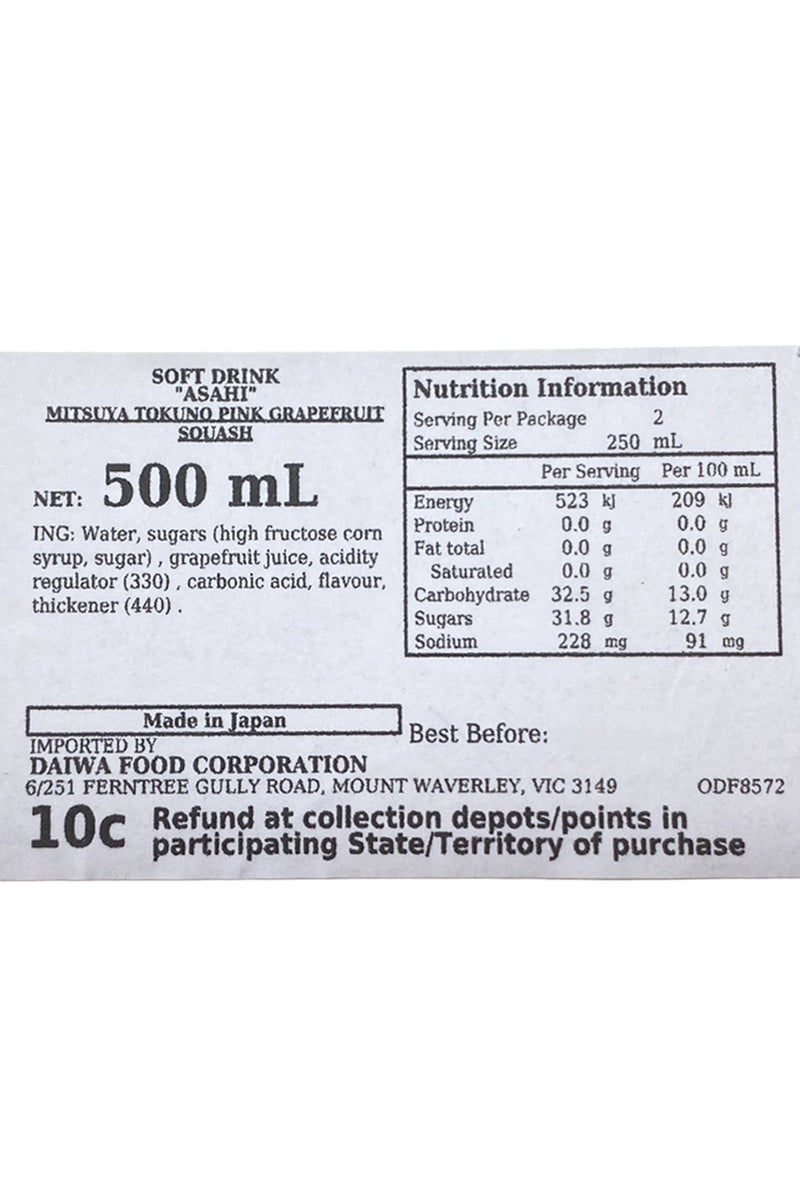 SOFT DRINK
"ASAHI"
MITSUYA TOKUNO PINK GRAPEFRUIT
SQUASH
NET: 500 mL
ING: Water, sugars (high fructose corn
syrup, sugar) , grapefruit juice, acidity
regulator (330) , carbonic acid, flavour,
thickener (440) .
Nutrition Information
Serving Per Package 2
Serving Size 250 mL
Per Serving Per 100 mL
Energy 523 kJ 209 kJ
Protein 0.0 g 0.0 g
Fat total 0.0 g 0.0 g
Saturated 0.0 g 0.0 g
Carbohydrate 32.5 g 13.0 g
Sugars 31.8 g 12.7 g
Sodium 228 mg 91 mg
Made in Japan
Best Before:
IMPORTED BY
DAIWA FOOD CORPORATION
6/251 FERNTREE GULLY ROAD, MOUNT WAVERLEY, VIC 3149 ODF8572
10c Refund at collection depots/points in
participating State/Territory of purchase